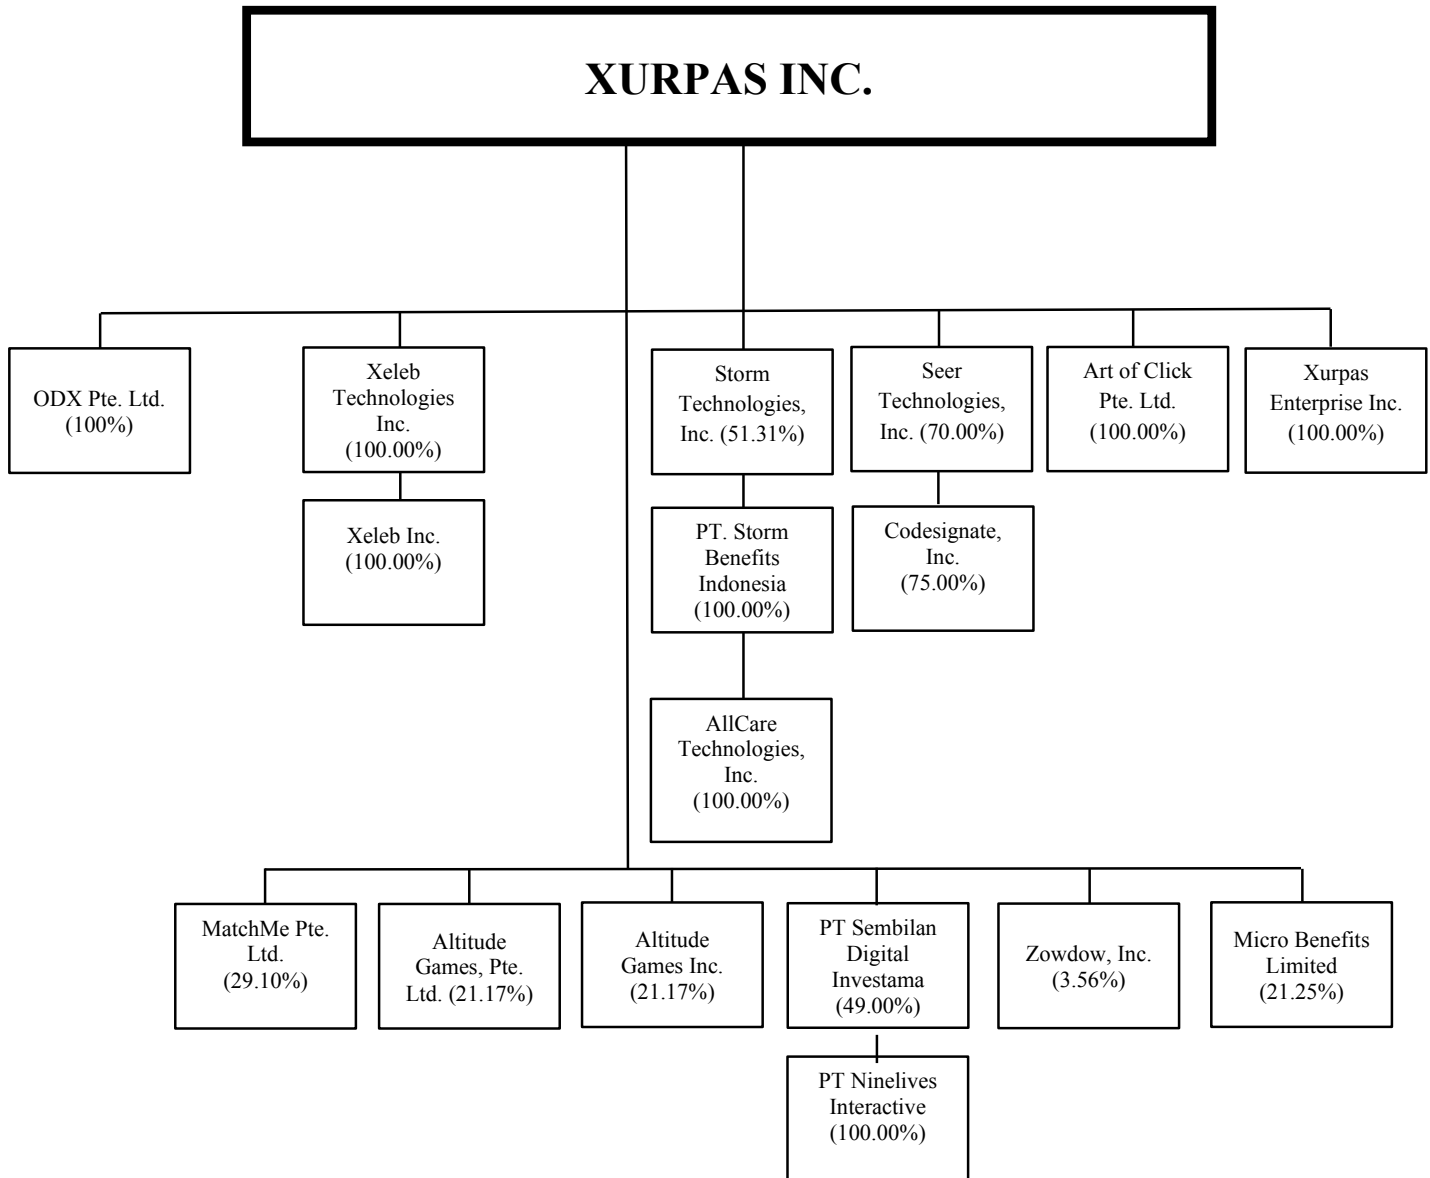 XURPAS INC.
ODX Pte. Ltd.
(100%)
Xeleb
Technologies
Inc.
(100.00%)
Storm
Technologies,
Inc. (51.31%)
Seer
Technologies,
Inc. (70.00%)
Art of Click
Pte. Ltd.
(100.00%)
Xurpas
Enterprise Inc.
(100.00%)
Xeleb Inc.
(100.00%)
PT. Storm
Benefits
Indonesia
(100.00%)
Codesignate,
Inc.
(75.00%)
AllCare
Technologies,
Inc.
(100.00%)
MatchMe Pte.
Ltd.
(29.10%)
Altitude
Games, Pte.
Ltd. (21.17%)
Altitude
Games Inc.
(21.17%)
PT Sembilan
Digital
Investama
(49.00%)
Zowdow, Inc.
(3.56%)
Micro Benefits
Limited
(21.25%)
PT Ninelives
Interactive
(100.00%)